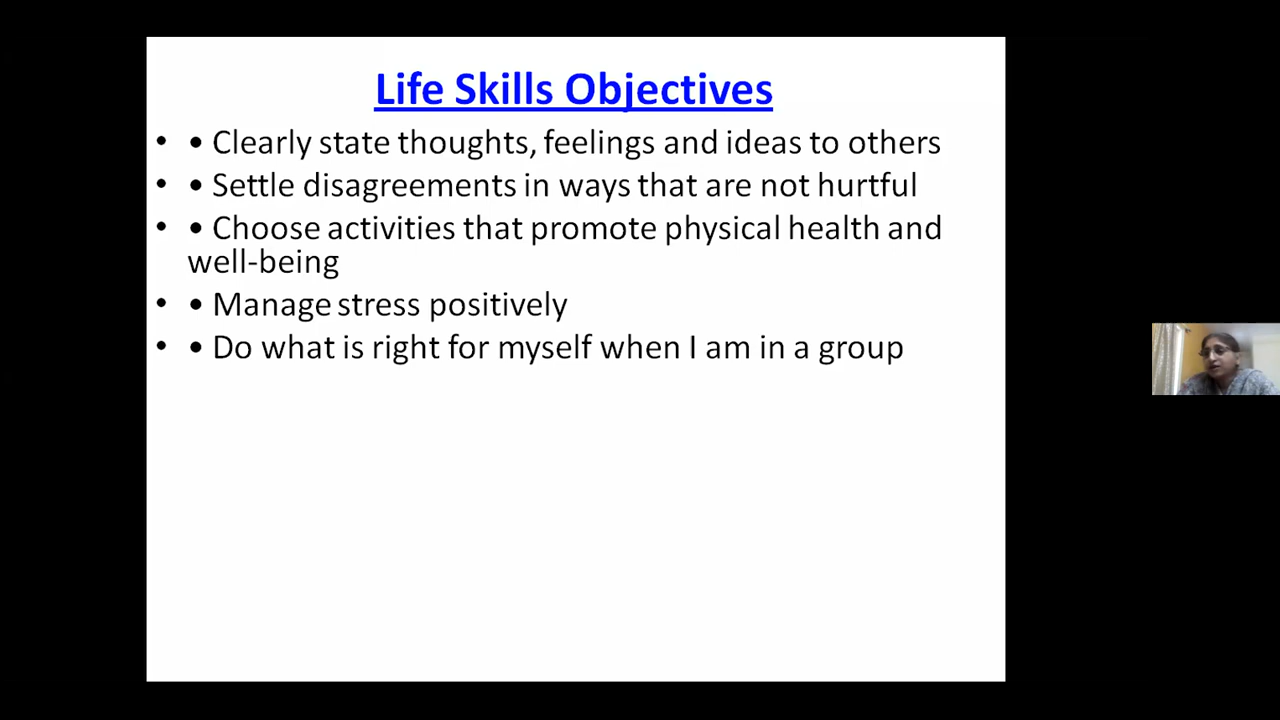 Life Skills Objectives
• • Clearly state thoughts, feelings and ideas to others
• • Settle disagreements in ways that are not hurtful
• • Choose activities that promote physical health and
well-being
• • Manage stress positively
• • Do what is right for myself when I am in a group